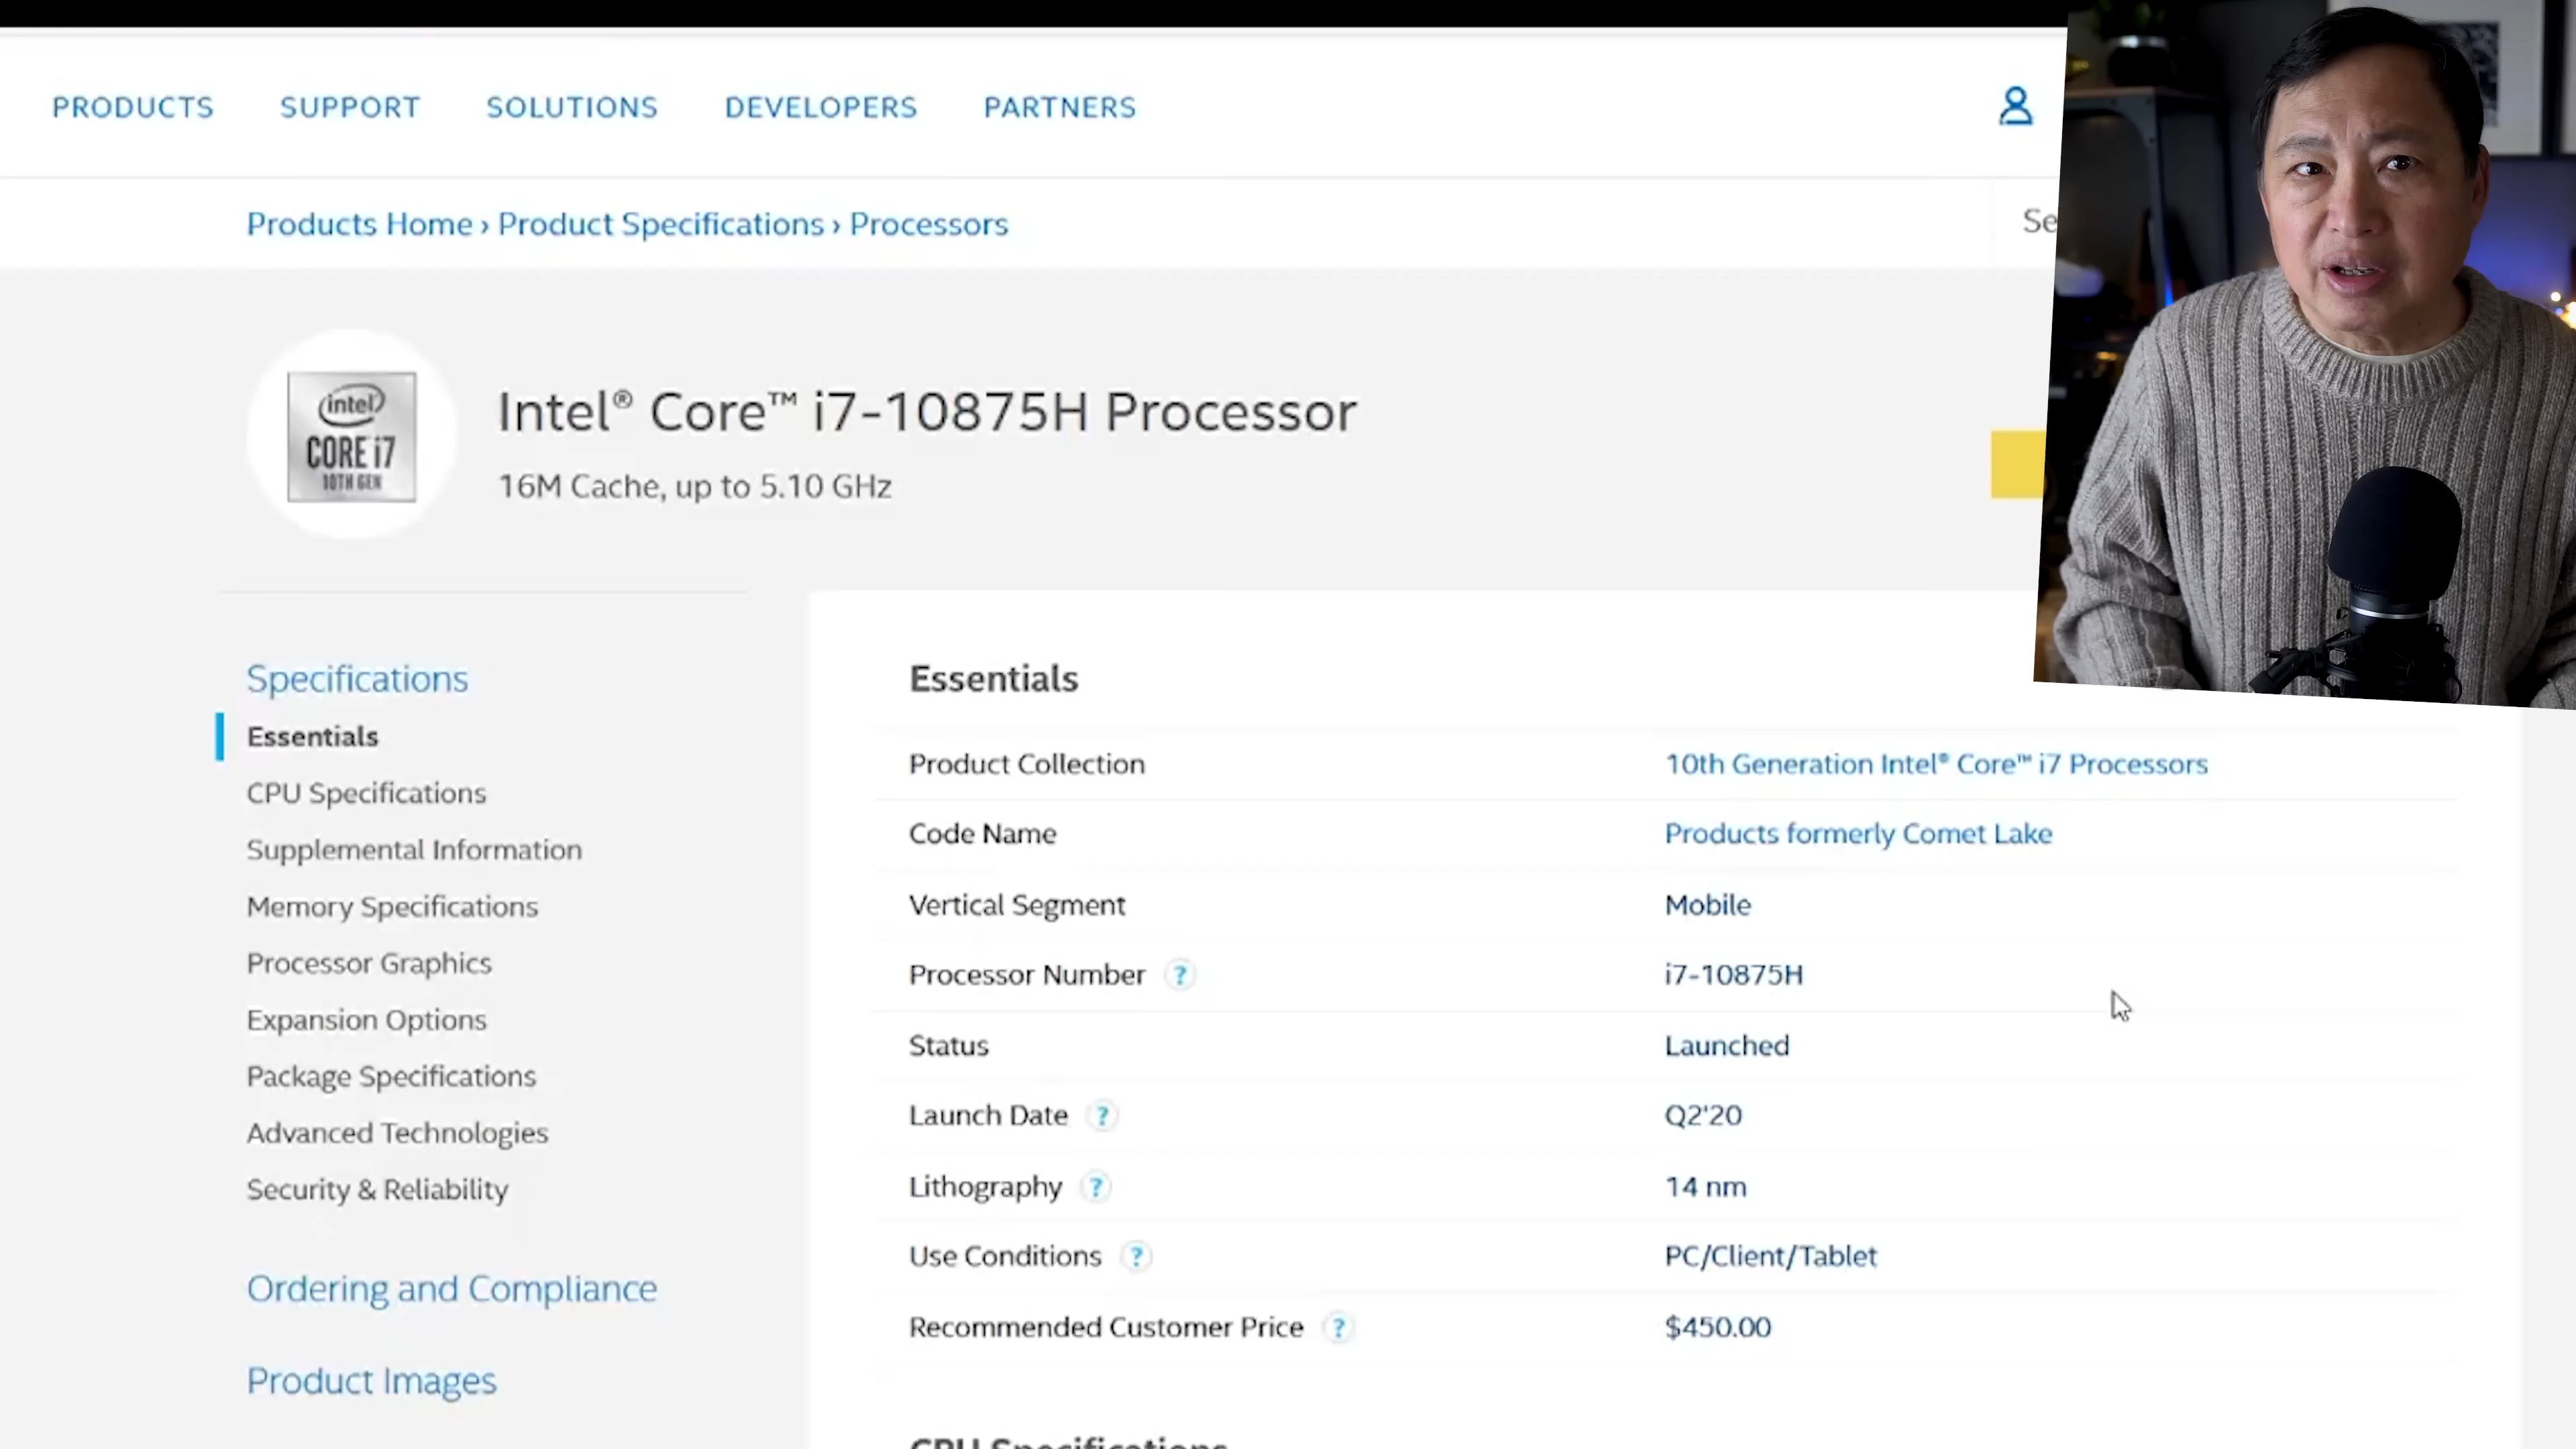 PRODUCTS SUPPORT SOLUTIONS DEVELOPERS PARTNERS
Products Home › Product Specifications › Processors
Se
intel
CORE i7
10TH GEN
Intel® Core™ i7-10875H Processor
16M Cache, up to 5.10 GHz
Specifications
Essentials
CPU Specifications
Supplemental Information
Memory Specifications
Processor Graphics
Expansion Options
Package Specifications
Advanced Technologies
Security & Reliability
Ordering and Compliance
Product Images
Essentials
Product Collection 10th Generation Intel® Core™ i7 Processors
Code Name Products formerly Comet Lake
Vertical Segment Mobile
Processor Number ? i7-10875H
Status Launched
Launch Date ? Q2'20
Lithography ? 14 nm
Use Conditions ? PC/Client/Tablet
Recommended Customer Price ? $450.00
CPU Specifications